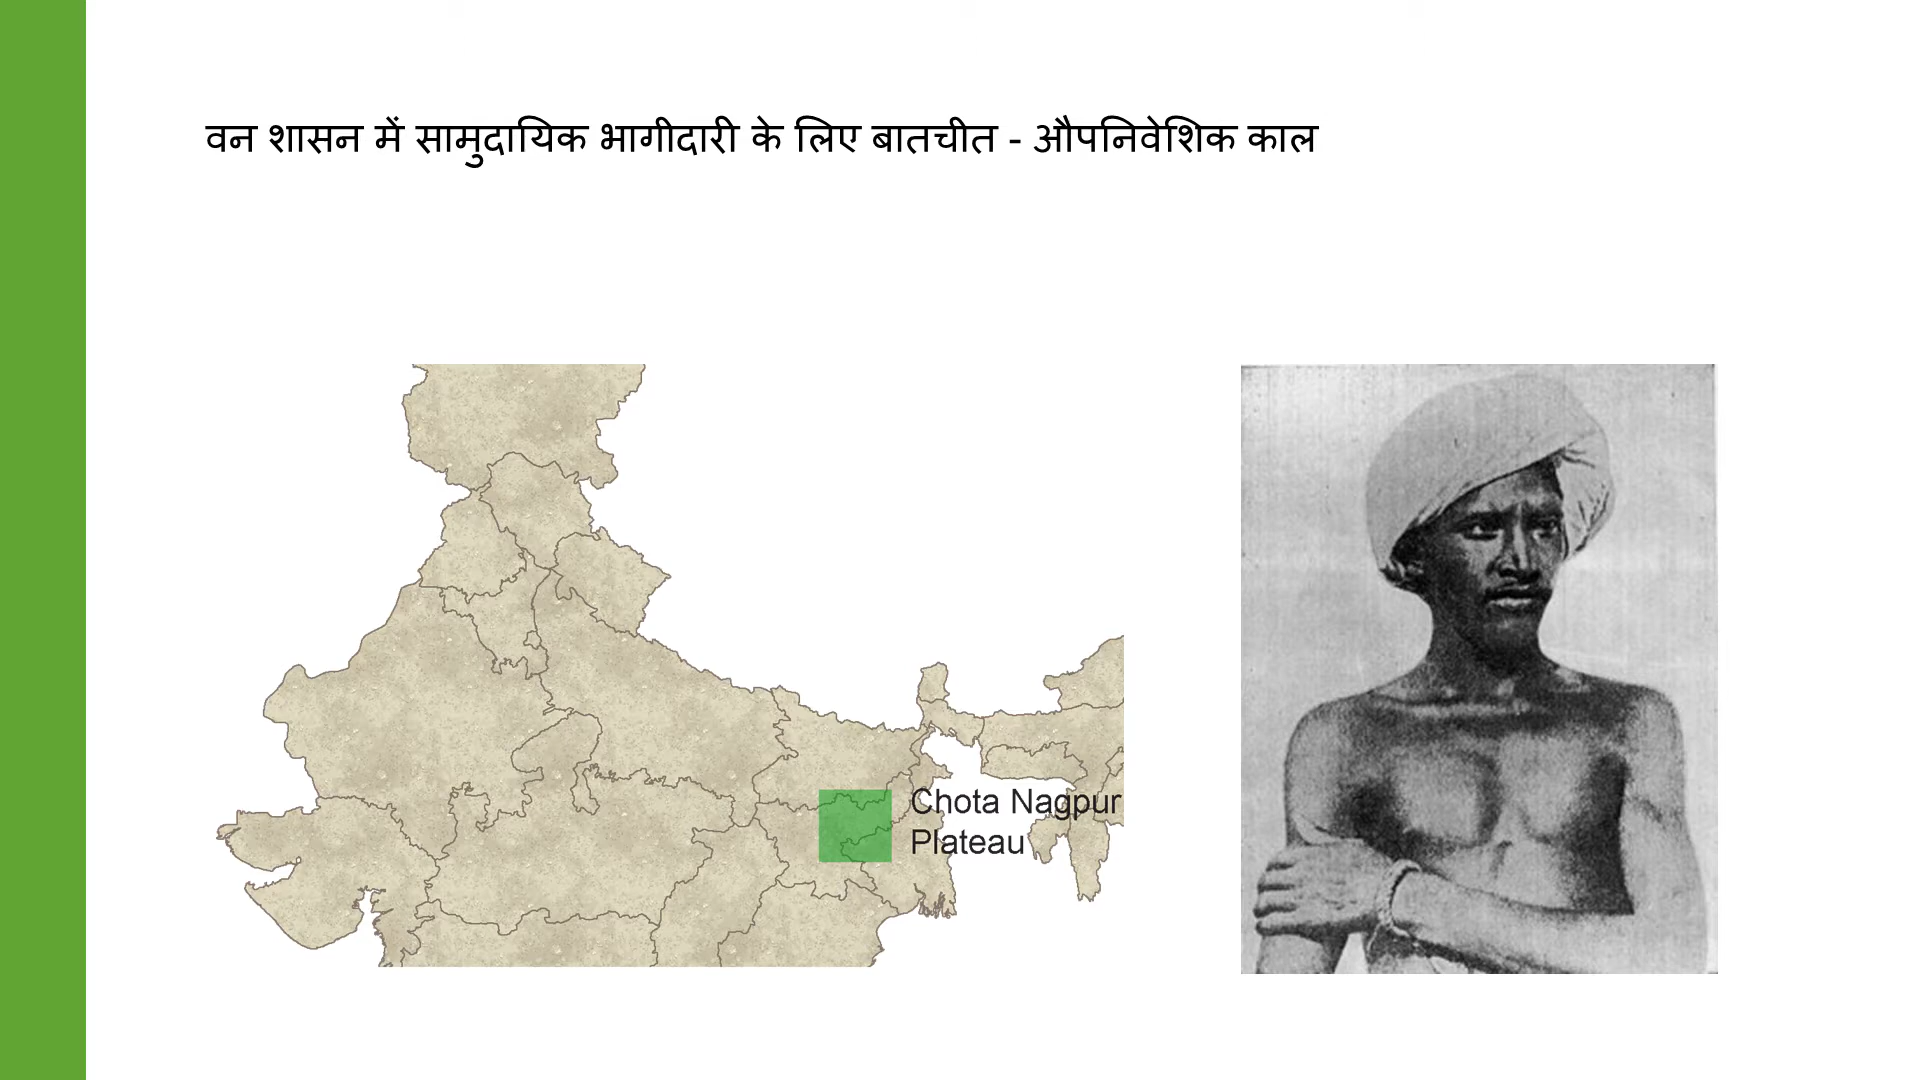 वन शासन में सामुदायिक भागीदारी के लिए बातचीत - औपनिवेशिक काल
Chota Nagpur
Plateau